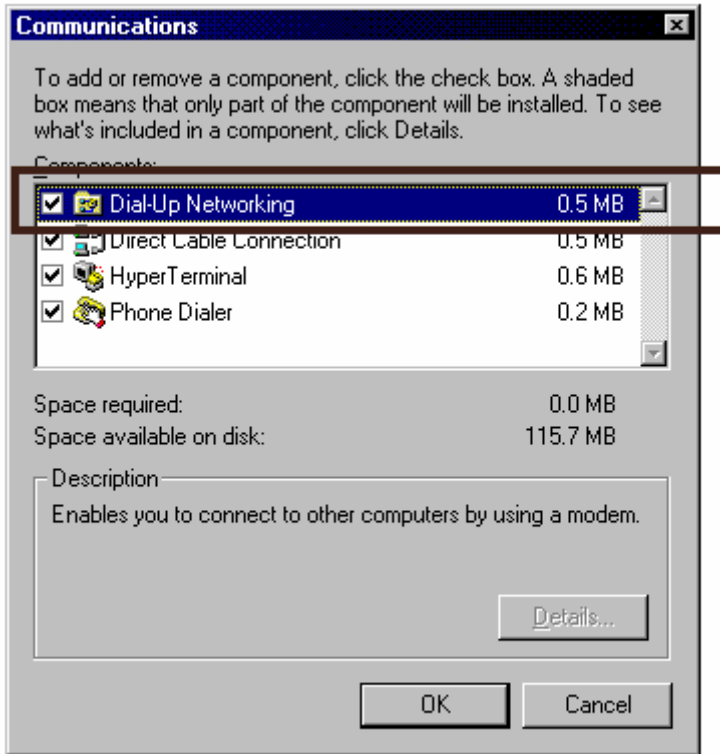 Communications
To add or remove a component, click the check box. A shaded
box means that only part of the component will be installed. To see
what's included in a component, click Details.
Components:
Dial-Up Networking 0.5 MB
Direct Cable Connection 0.5 MB
HyperTerminal 0.6 MB
Phone Dialer 0.2 MB
Space required: 0.0 MB
Space available on disk: 115.7 MB
Description
Enables you to connect to other computers by using a modem.
Details...
OK Cancel